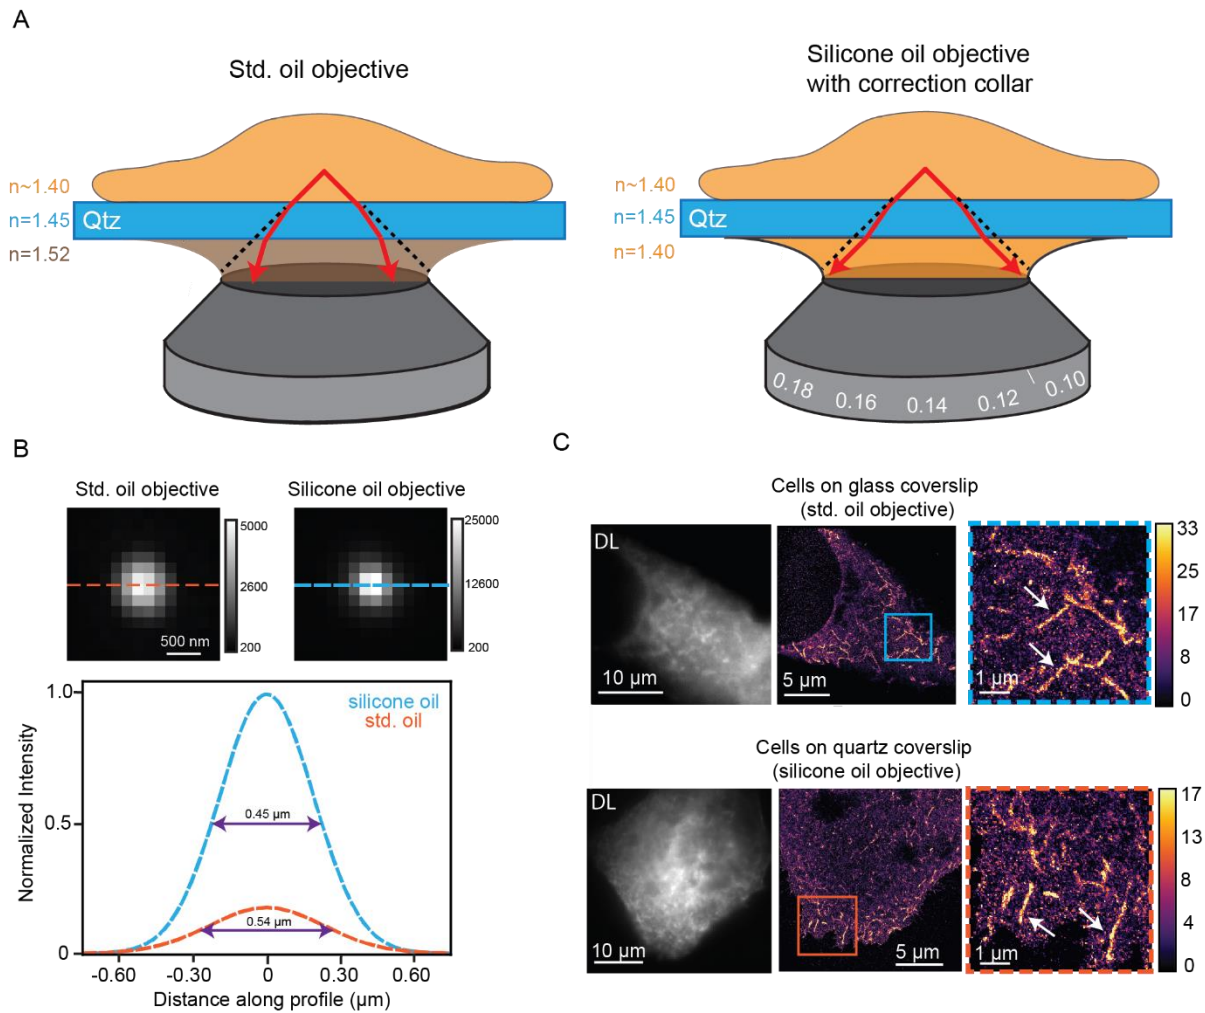 A
Std. oil objective
Silicone oil objective
with correction collar
n~1.40
n=1.45
Qtz
n=1.52
n~1.40
n=1.45
Qtz
n=1.40
0.18
0.16
0.14
0.12
0.10
B
Std. oil objective
Silicone oil objective
5000
2600
200
500 nm
25000
12600
200
1.0
0.5
0
silicone oil
std. oil
0.45 µm
0.54 µm
Normalized Intensity
-0.60
-0.30
0
0.30
0.60
Distance along profile (µm)
C
Cells on glass coverslip
(std. oil objective)
DL
10 µm
5 µm
1 µm
33
25
17
8
0
Cells on quartz coverslip
(silicone oil objective)
DL
10 µm
5 µm
1 µm
17
13
8
4
0